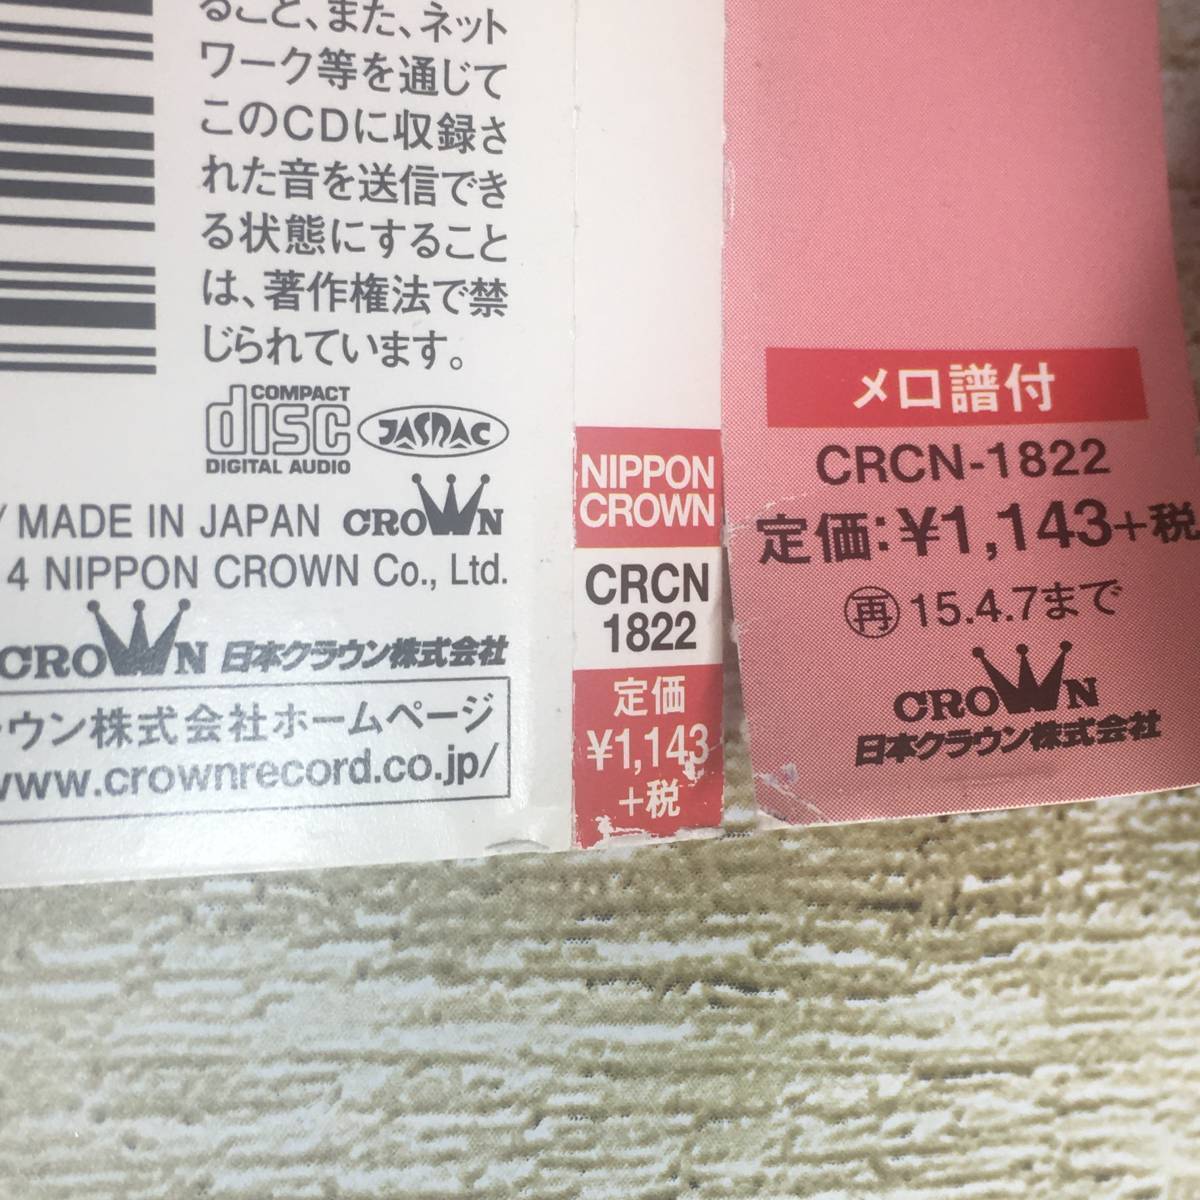 ること、また、ネット
ワーク等を通じて
このCDに収録さ
れた音を送信でき
る状態にすること
は、著作権法で禁
じられています。
COMPACT
disc
DIGITAL AUDIO
JASRAC
/ MADE IN JAPAN CROWN
4 NIPPON CROWN Co., Ltd.
CROWN 日本クラウン株式会社
ラウン株式会社ホームページ
www.crownrecord.co.jp/
NIPPON
CROWN
CRCN
1822
定価
¥1,143
+税
メロ譜付
CRCN-1822
定価:¥1,143+税
再 15.4.7まで
CROWN
日本クラウン株式会社